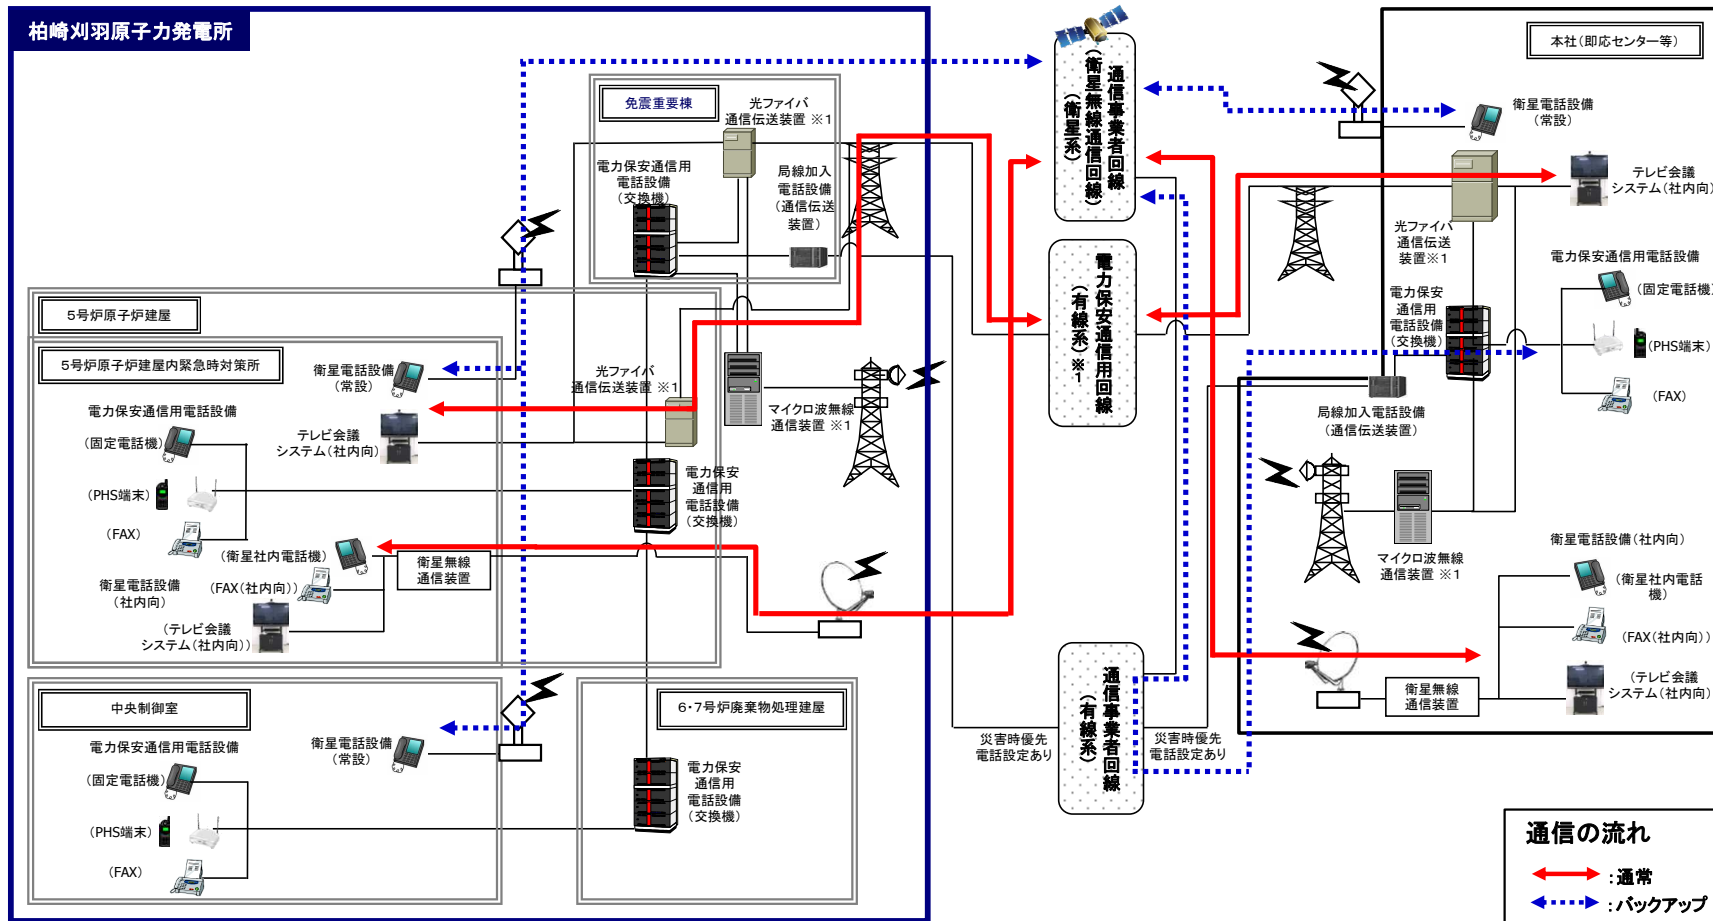 柏崎刈羽原子力発電所
免震重要棟
光ファイバ
通信伝送装置 ※1
電力保安通信用
電話設備
(交換機)
局線加入
電話設備
(通信伝送
装置)
5号炉原子炉建屋
5号炉原子炉建屋内緊急時対策所
衛星電話設備
(常設)
光ファイバ
通信伝送装置 ※1
マイクロ波無線
通信装置 ※1
電力保安通信用電話設備
(固定電話機)
テレビ会議
システム(社内向)
(PHS端末)
(FAX)
電力保安
通信用
電話設備
(交換機)
(衛星社内電話機)
衛星無線
通信装置
衛星電話設備
(社内向)
(FAX(社内向))
(テレビ会議
システム(社内向))
中央制御室
電力保安通信用電話設備
(固定電話機)
衛星電話設備
(常設)
(PHS端末)
(FAX)
6・7号炉廃棄物処理建屋
電力保安
通信用
電話設備
(交換機)
通信事業者回線
(衛星無線通信回線)
(衛星系)
電力保安通信用回線
(有線系)※1
通信事業者回線
(有線系)
災害時優先
電話設定あり
災害時優先
電話設定あり
本社(即応センター等)
衛星電話設備
(常設)
テレビ会議
システム(社内向)
光ファイバ
通信伝送
装置※1
電力保安通信用電話設備
(固定電話機)
電力保安
通信用
電話設備
(交換機)
(PHS端末)
(FAX)
局線加入電話設備
(通信伝送装置)
マイクロ波無線
通信装置 ※1
衛星電話設備(社内向)
(衛星社内電話
機)
(FAX(社内向))
(テレビ会議
システム(社内向))
衛星無線
通信装置
通信の流れ
:通常
:バックアップ